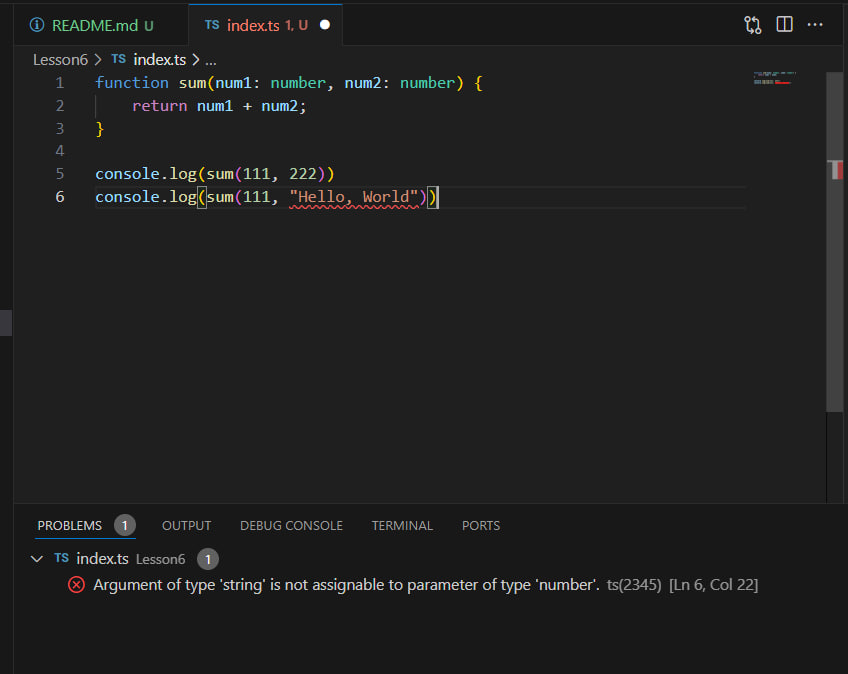 README.md U
TS index.ts 1, U
Lesson6 > TS index.ts > ...
1 function sum(num1: number, num2: number) {
2 return num1 + num2;
3 }
4
5 console.log(sum(111, 222))
6 console.log(sum(111, "Hello, World"))
PROBLEMS 1 OUTPUT DEBUG CONSOLE TERMINAL PORTS
TS index.ts Lesson6 1
Argument of type 'string' is not assignable to parameter of type 'number'. ts(2345) [Ln 6, Col 22]